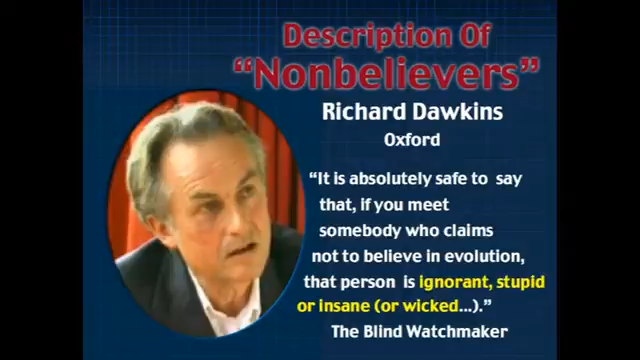 Description Of
“Nonbelievers”
Richard Dawkins
Oxford
“It is absolutely safe to say
that, if you meet
somebody who claims
not to believe in evolution,
that person is ignorant, stupid
or insane (or wicked...).”
The Blind Watchmaker